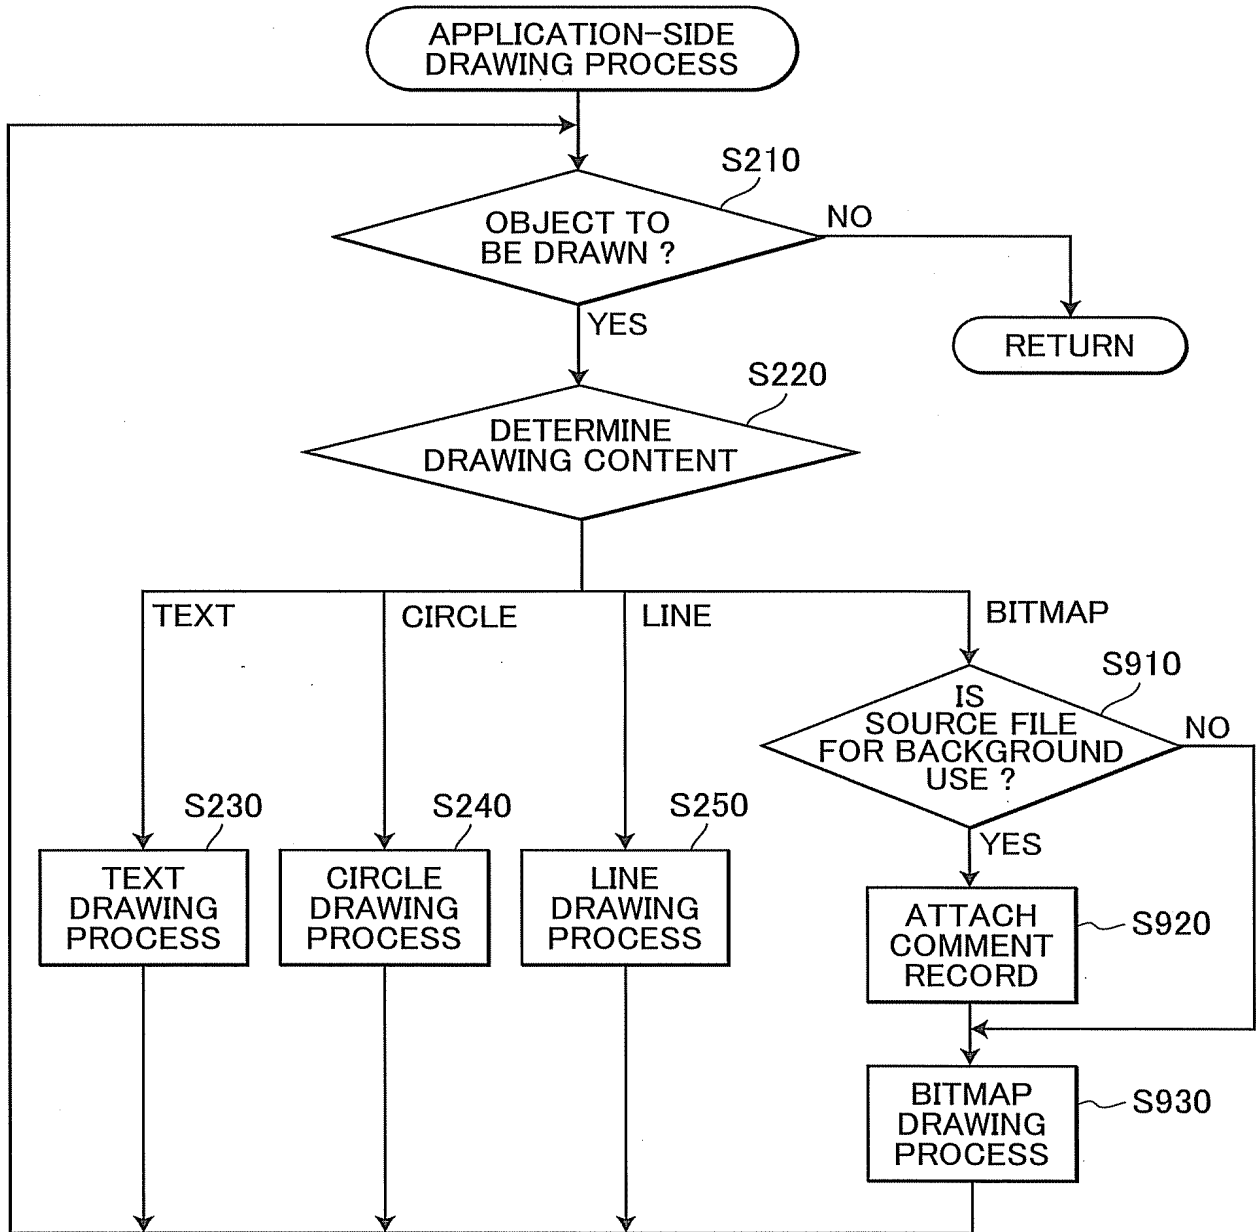 APPLICATION-SIDE
DRAWING PROCESS
S210
OBJECT TO
BE DRAWN ?
NO
YES
RETURN
S220
DETERMINE
DRAWING CONTENT
TEXT
CIRCLE
LINE
BITMAP
S910
IS
SOURCE FILE
FOR BACKGROUND
USE ?
NO
YES
S230
TEXT
DRAWING
PROCESS
S240
CIRCLE
DRAWING
PROCESS
S250
LINE
DRAWING
PROCESS
ATTACH
COMMENT
RECORD
S920
BITMAP
DRAWING
PROCESS
S930